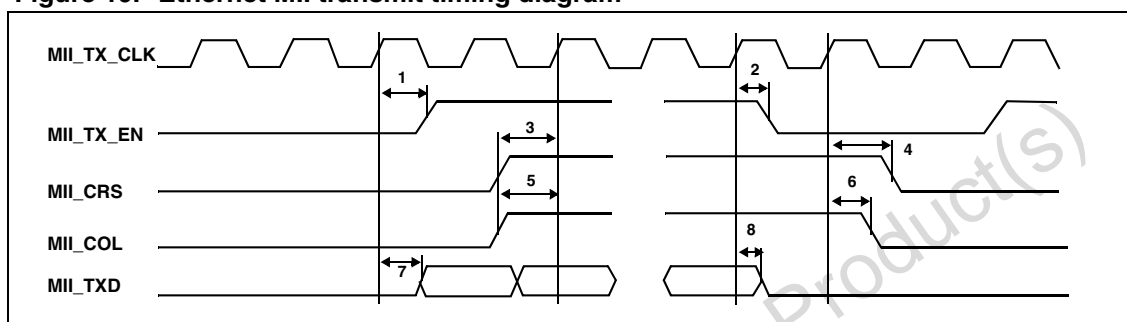 Figure 10. Ethernet MII transmit timing diagram
MII_TX_CLK
1
2
MII_TX_EN
3
4
MII_CRS
5
6
MII_COL
8
7
MII_TXD
Product(s)